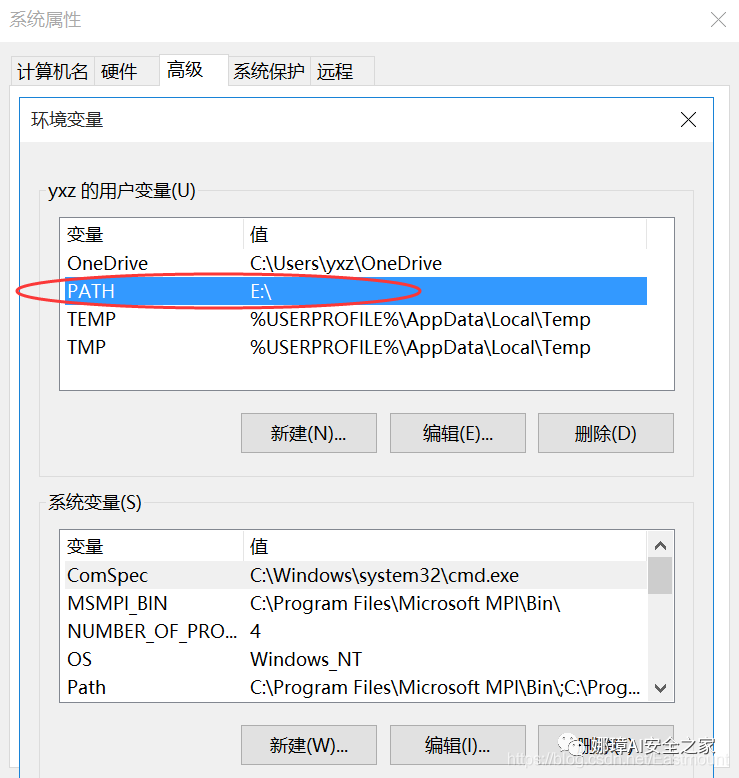 系统属性
计算机名 硬件 高级 系统保护 远程
环境变量
yxz 的用户变量(U)
变量 值
OneDrive C:\Users\yxz\OneDrive
PATH E:\
TEMP %USERPROFILE%\AppData\Local\Temp
TMP %USERPROFILE%\AppData\Local\Temp
新建(N)... 编辑(E)... 删除(D)
系统变量(S)
变量 值
ComSpec C:\Windows\system32\cmd.exe
MSMPI_BIN C:\Program Files\Microsoft MPI\Bin\
NUMBER_OF_PRO... 4
OS Windows_NT
Path C:\Program Files\Microsoft MPI\Bin\;C:\Prog...
新建(W)... 编辑(I)... 娜璋AI安全之家
https://blog.csdn.net/Eastmount